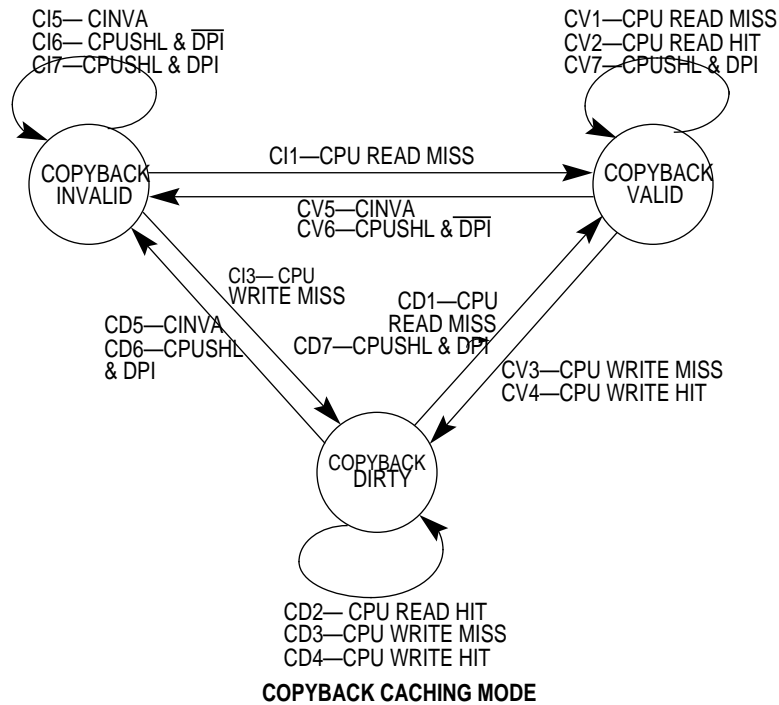 CI5— CINVA
CI6— CPUSHL & D̅P̅I̅
CI7—CPUSHL & DPI
CV1—CPU READ MISS
CV2—CPU READ HIT
CV7—CPUSHL & DPI
COPYBACK
INVALID
CI1—CPU READ MISS
COPYBACK
VALID
CV5—CINVA
CV6—CPUSHL & D̅P̅I̅
CI3— CPU
WRITE MISS
CD1—CPU
READ MISS
CD7—CPUSHL & DPI
CD5—CINVA
CD6—CPUSHL
& DPI
CV3—CPU WRITE MISS
CV4—CPU WRITE HIT
COPYBACK
DIRTY
CD2— CPU READ HIT
CD3—CPU WRITE MISS
CD4—CPU WRITE HIT
COPYBACK CACHING MODE